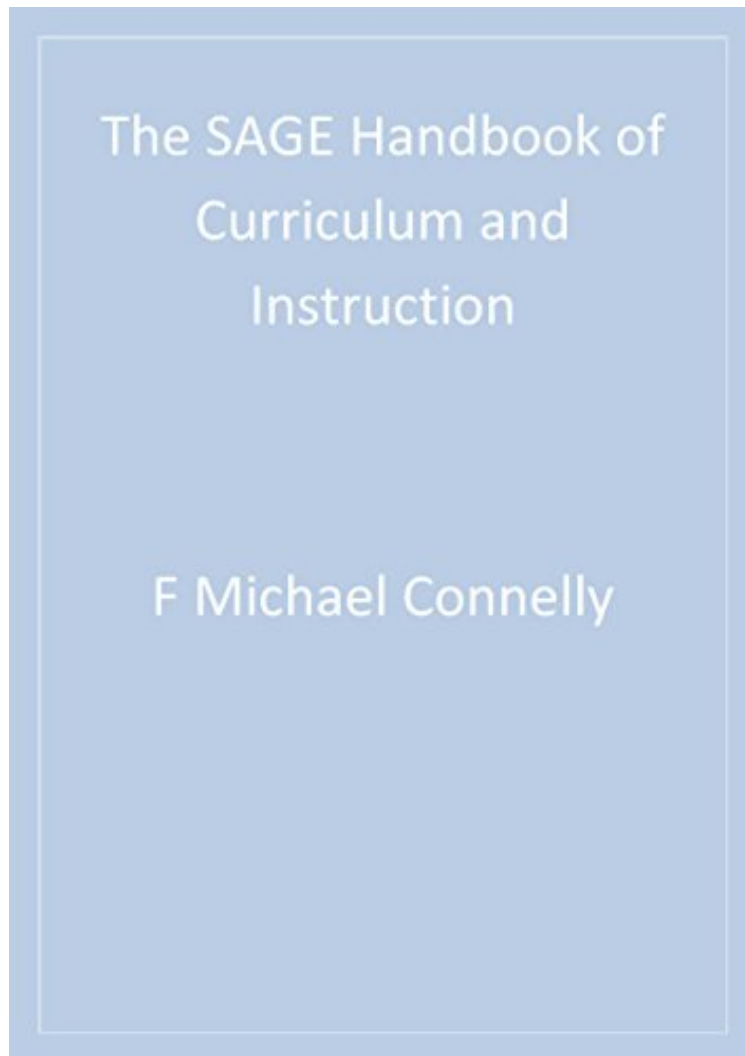 The SAGE Handbook of
Curriculum and
Instruction
F Michael Connelly